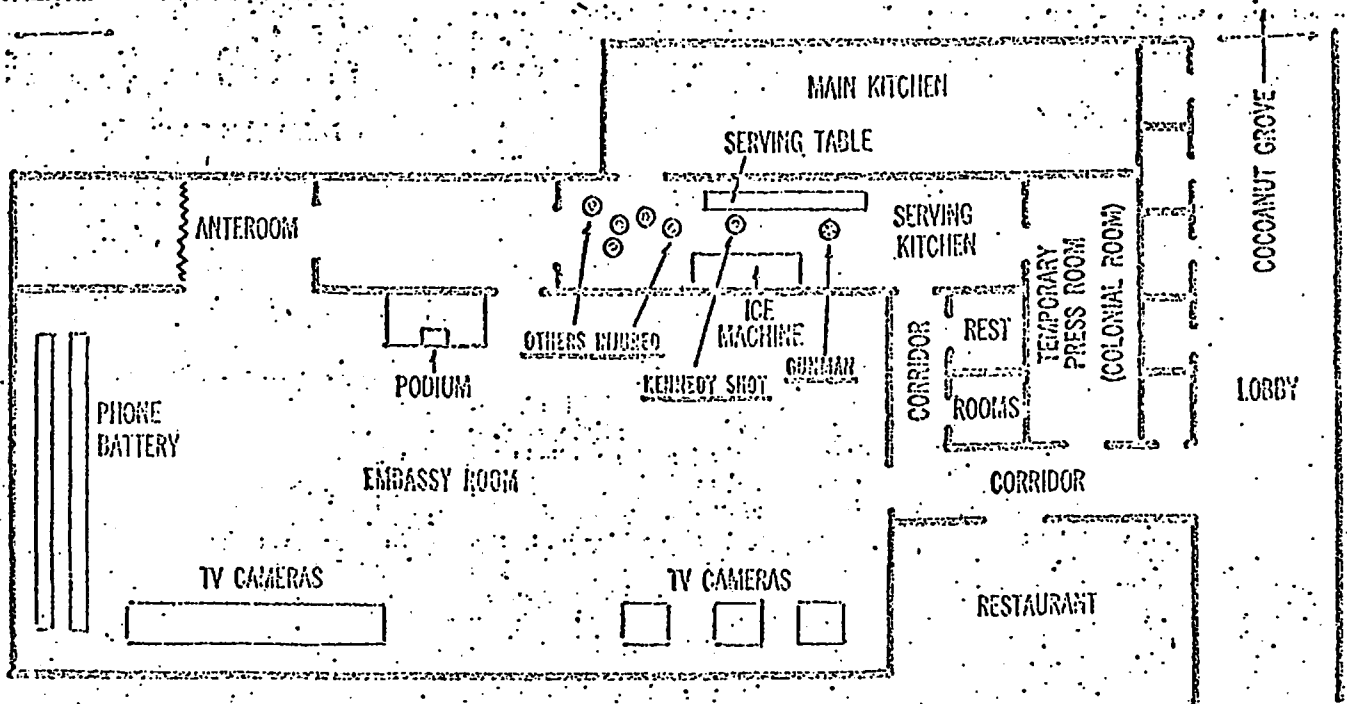 MAIN KITCHEN
SERVING TABLE
COCOANUT GROVE
ANTEROOM
SERVING
KITCHEN
TEMPORARY
PRESS ROOM
(COLONIAL ROOM)
OTHERS INJURED
ICE
MACHINE
KENNEDY SHOT
GUNMAN
CORRIDOR
REST
ROOMS
PODIUM
LOBBY
PHONE
BATTERY
EMBASSY ROOM
CORRIDOR
TV CAMERAS
TV CAMERAS
RESTAURANT